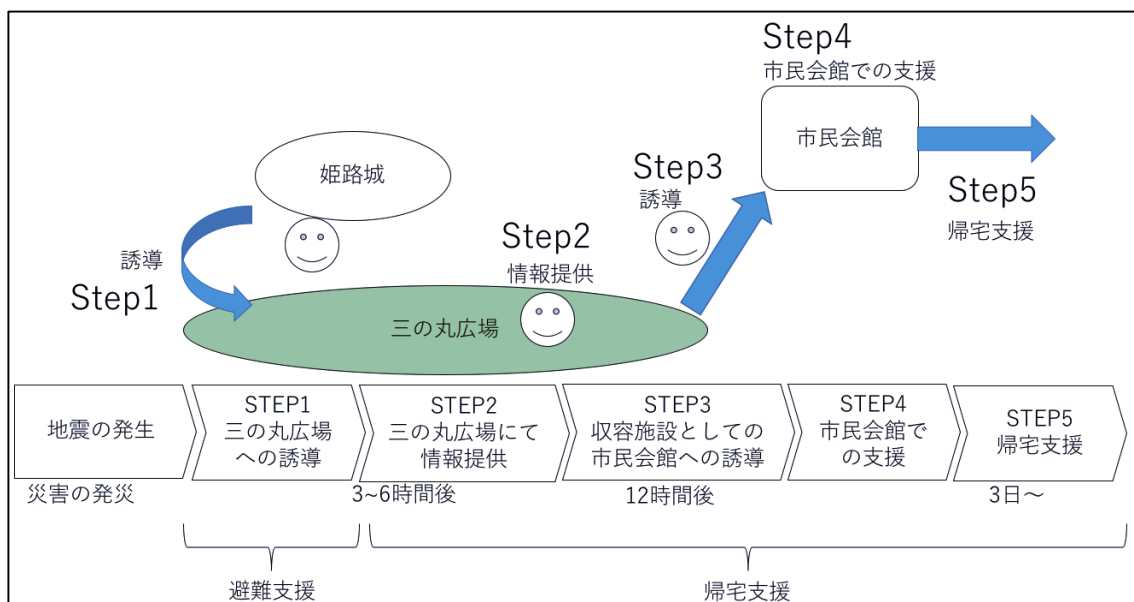 Step4
市民会館での支援
市民会館
姫路城
Step3
誘導
Step5
帰宅支援
Step2
情報提供
誘導
Step1
三の丸広場
地震の発生
STEP1
三の丸広場
への誘導
STEP2
三の丸広場にて
情報提供
STEP3
収容施設としての
市民会館への誘導
STEP4
市民会館で
の支援
STEP5
帰宅支援
災害の発災
3~6時間後
12時間後
3日～
避難支援
帰宅支援